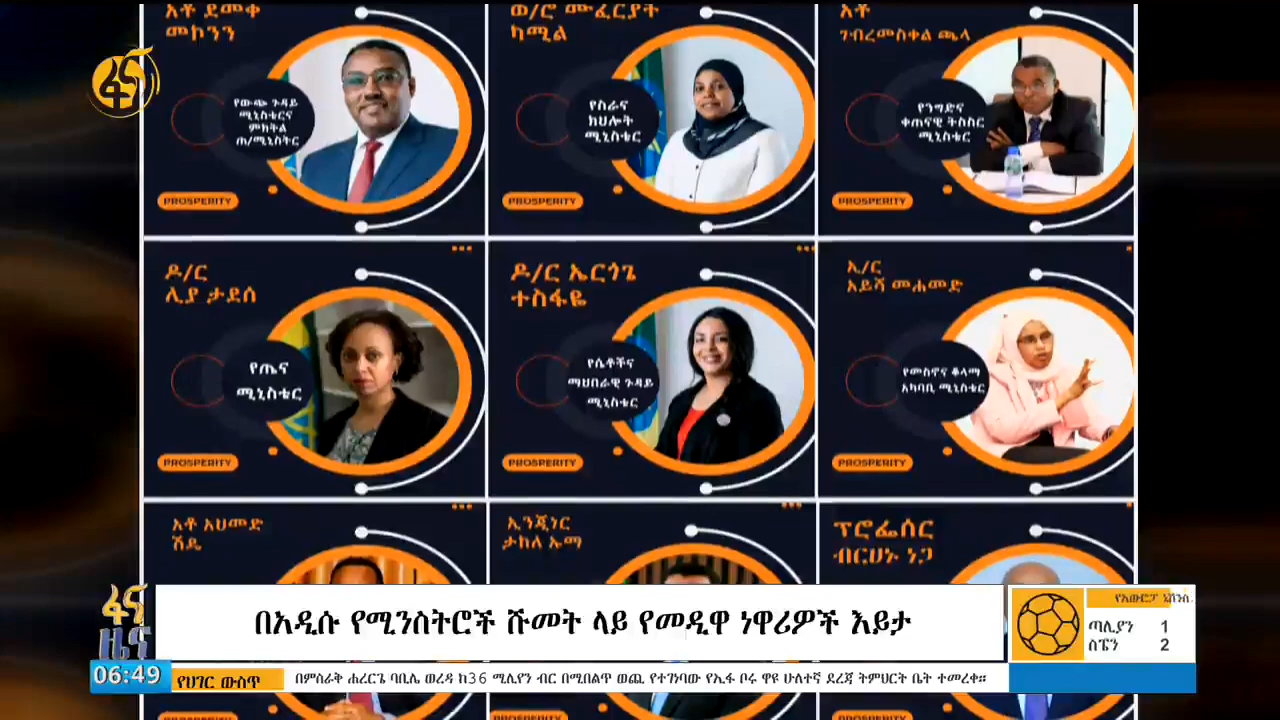 አቶ ደመቀ
መኮንን
የውጭ ጉዳይ
ሚኒስቴርና
ምክትል
ጠ/ሚኒስትር
PROSPERITY
ወ/ሮ ሙፈርያት
ካሚል
የስራና
ክህሎት
ሚኒስቴር
PROSPERITY
አቶ
ገብረመስቀል ጫላ
የንግድና
ቀጠናዊ ትስስር
ሚኒስቴር
PROSPERITY
ዶ/ር
ሊያ ታደሰ
የጤና
ሚኒስቴር
PROSPERITY
ዶ/ር ኤርጎጌ
ተስፋዬ
የሴቶችና
ማህበራዊ ጉዳይ
ሚኒስቴር
PROSPERITY
ኢ/ር
አይሻ መሐመድ
የመስኖና ቆላማ
አካባቢ ሚኒስቴር
PROSPERITY
አቶ አህመድ
ሽዴ
ኢንጂነር
ታከለ ኡማ
ፕሮፌሰር
ብርሀኑ ነጋ
ፋና
ፋና
ዜና
በአዲሱ የሚንስትሮች ሹመት ላይ የመዲዋ ነዋሪዎች እይታ
ጣሊያን 1
ስፔን 2
06:49
የሀገር ውስጥ
በምስራቅ ሐረርጌ ባቢሌ ወረዳ ከ36 ሚሊየን ብር በሚበልጥ ወጪ የተገነባው የኢፋ ቦሩ ዋዩ ሁለተኛ ደረጃ ትምህርት ቤት ተመረቀ።